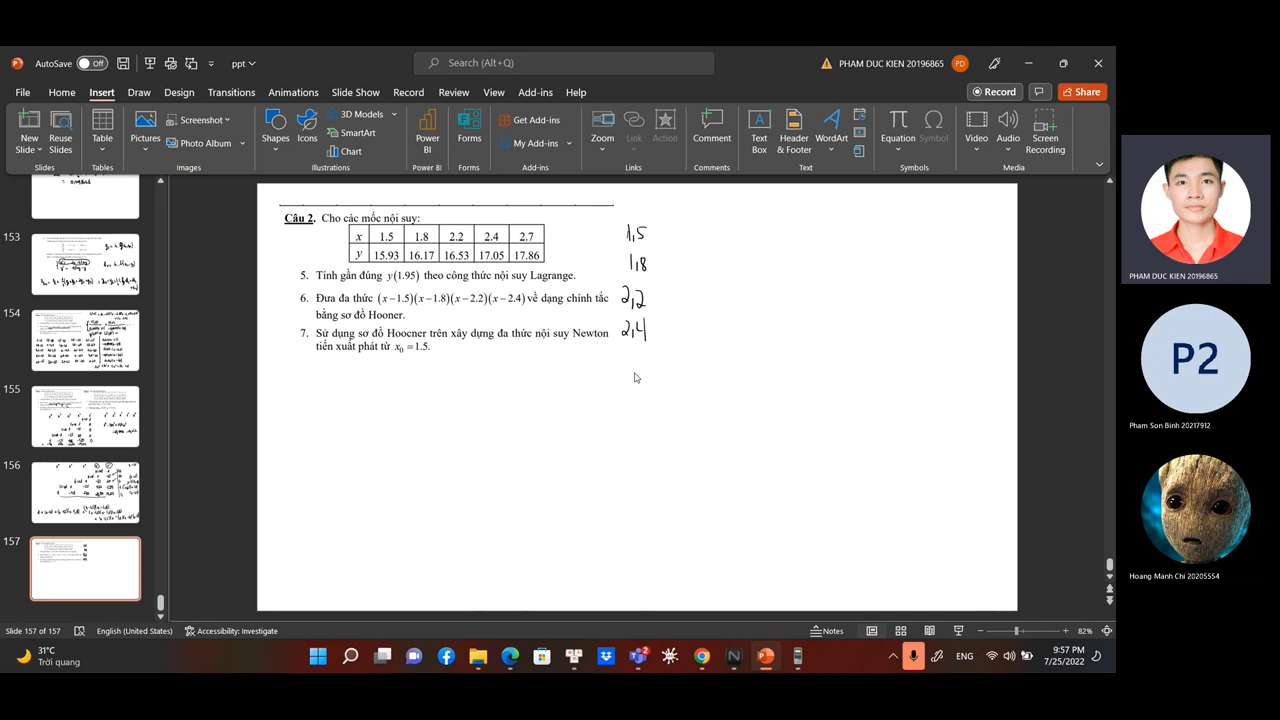 AutoSave Off ppt Search (Alt+Q) PHAM DUC KIEN 20196865 PD
File Home Insert Draw Design Transitions Animations Slide Show Record Review View Add-ins Help Record Share
New Slide Reuse Slides Table Pictures Screenshot Photo Album Shapes Icons 3D Models SmartArt Chart Power BI Forms Get Add-ins My Add-ins Zoom Link Action Comment Text Box Header & Footer WordArt Equation Symbol Video Audio Screen Recording
Slides Tables Images Illustrations Power BI Forms Add-ins Links Comments Text Symbols Media
153
154
155
156
157
Câu 2. Cho các mốc nội suy:
x 1.5 1.8 2.2 2.4 2.7
y 15.93 16.17 16.53 17.05 17.86
5. Tính gần đúng y(1.95) theo công thức nội suy Lagrange.
6. Đưa đa thức (x−1.5)(x−1.8)(x−2.2)(x−2.4) về dạng chính tắc
bằng sơ đồ Hooner.
7. Sử dụng sơ đồ Hoocner trên xây dựng đa thức nội suy Newton
tiến xuất phát từ x₀ = 1.5.
1,5
1,8
2,2
2,4
PHAM DUC KIEN 20196865
P2
Pham Son Binh 20217912
Hoang Manh Chi 20205554
Slide 157 of 157 English (United States) Accessibility: Investigate Notes 82%
31°C
Trời quang
2
ENG
9:57 PM
7/25/2022